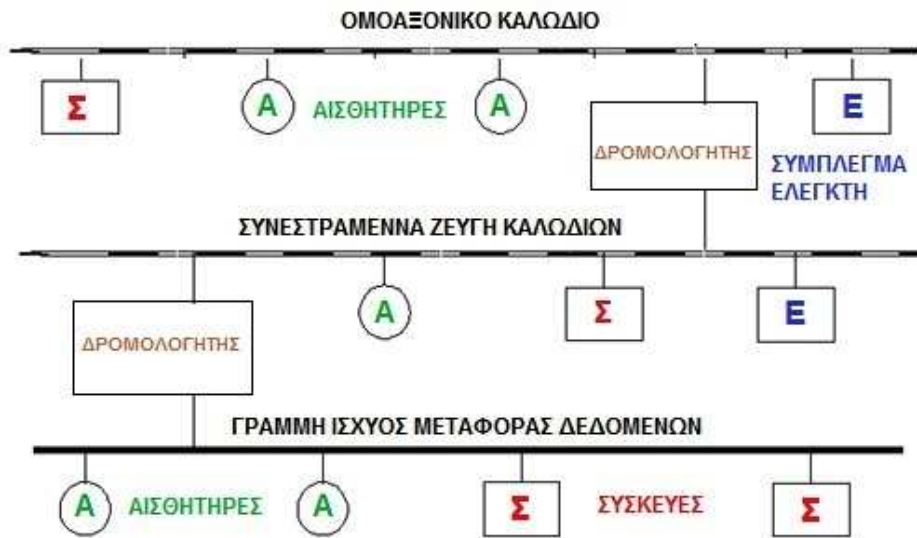 ΟΜΟΑΞΟΝΙΚΟ ΚΑΛΩΔΙΟ
Σ
Α
ΑΙΣΘΗΤΗΡΕΣ
Α
Ε
ΔΡΟΜΟΛΟΓΗΤΗΣ
ΣΥΜΠΛΕΓΜΑ
ΕΛΕΓΚΤΗ
ΣΥΝΕΣΤΡΑΜΕΝΝΑ ΖΕΥΓΗ ΚΑΛΩΔΙΩΝ
Α
Σ
Ε
ΔΡΟΜΟΛΟΓΗΤΗΣ
ΓΡΑΜΜΗ ΙΣΧΥΟΣ ΜΕΤΑΦΟΡΑΣ ΔΕΔΟΜΕΝΩΝ
Α
ΑΙΣΘΗΤΗΡΕΣ
Α
Σ
ΣΥΣΚΕΥΕΣ
Σ